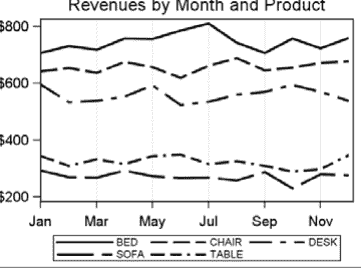 Revenues by Month and Product
$800
$600
$400
$200
Jan Mar May Jul Sep Nov
BED CHAIR DESK
SOFA TABLE